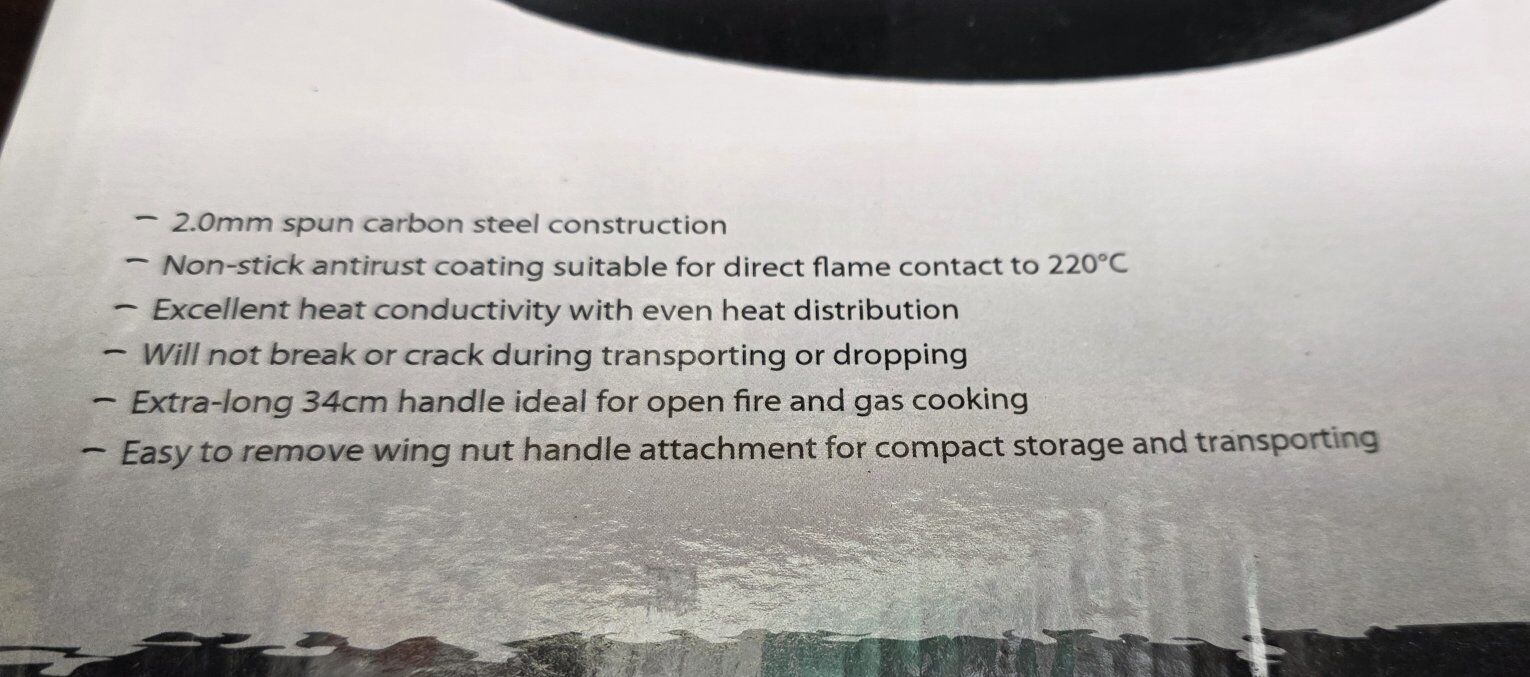 – 2.0mm spun carbon steel construction
– Non-stick antirust coating suitable for direct flame contact to 220°C
– Excellent heat conductivity with even heat distribution
– Will not break or crack during transporting or dropping
– Extra-long 34cm handle ideal for open fire and gas cooking
– Easy to remove wing nut handle attachment for compact storage and transporting